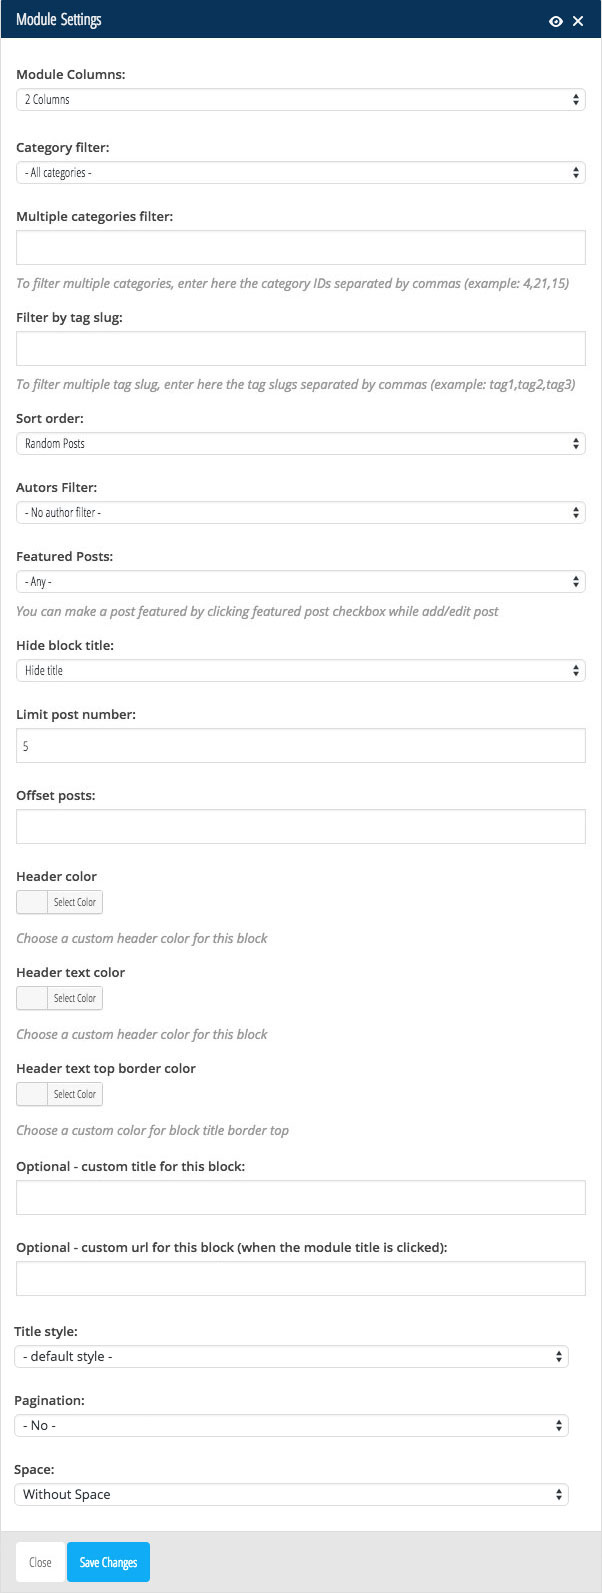 Module Settings
Module Columns:
2 Columns
Category filter:
- All categories -
Multiple categories filter:
To filter multiple categories, enter here the category IDs separated by commas (example: 4,21,15)
Filter by tag slug:
To filter multiple tag slug, enter here the tag slugs separated by commas (example: tag1,tag2,tag3)
Sort order:
Random Posts
Autors Filter:
- No author filter -
Featured Posts:
- Any -
You can make a post featured by clicking featured post checkbox while add/edit post
Hide block title:
Hide title
Limit post number:
5
Offset posts:
Header color
Select Color
Choose a custom header color for this block
Header text color
Select Color
Choose a custom header color for this block
Header text top border color
Select Color
Choose a custom color for block title border top
Optional - custom title for this block:
Optional - custom url for this block (when the module title is clicked):
Title style:
- default style -
Pagination:
- No -
Space:
Without Space
Close Save Changes